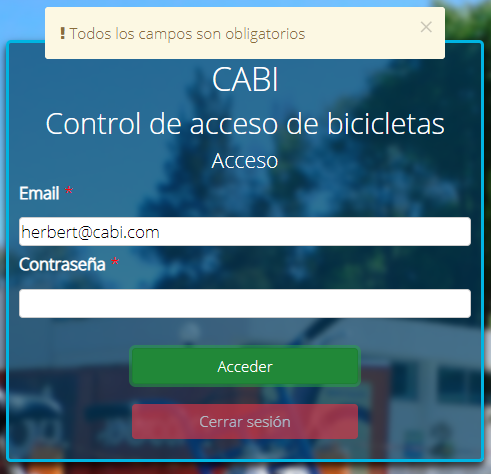 ! Todos los campos son obligatorios ×
CABI
Control de acceso de bicicletas
Acceso
Email *
herbert@cabi.com
Contraseña *
Acceder
Cerrar sesión